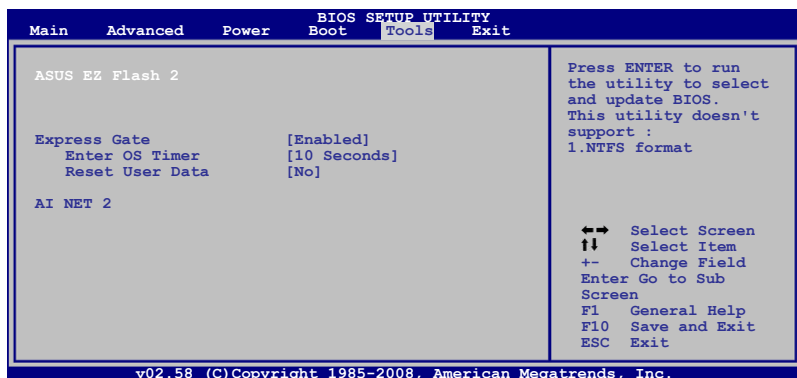 BIOS SETUP UTILITY
Main Advanced Power Boot Tools Exit
ASUS EZ Flash 2
Express Gate [Enabled]
Enter OS Timer [10 Seconds]
Reset User Data [No]
AI NET 2
Press ENTER to run
the utility to select
and update BIOS.
This utility doesn't
support :
1.NTFS format
←→ Select Screen
↑↓ Select Item
+- Change Field
Enter Go to Sub
Screen
F1 General Help
F10 Save and Exit
ESC Exit
v02.58 (C)Copyright 1985-2008, American Megatrends, Inc.